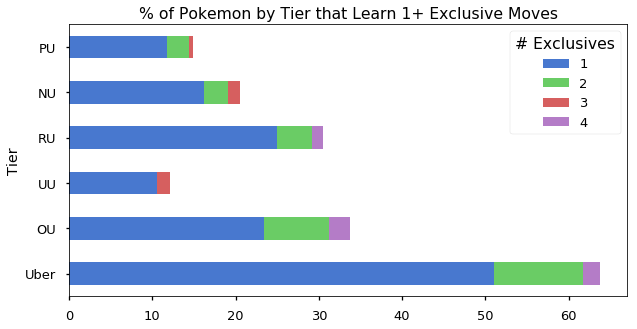 % of Pokemon by Tier that Learn 1+ Exclusive Moves
# Exclusives
1
2
3
4
Tier
PU
NU
RU
UU
OU
Uber
0 10 20 30 40 50 60